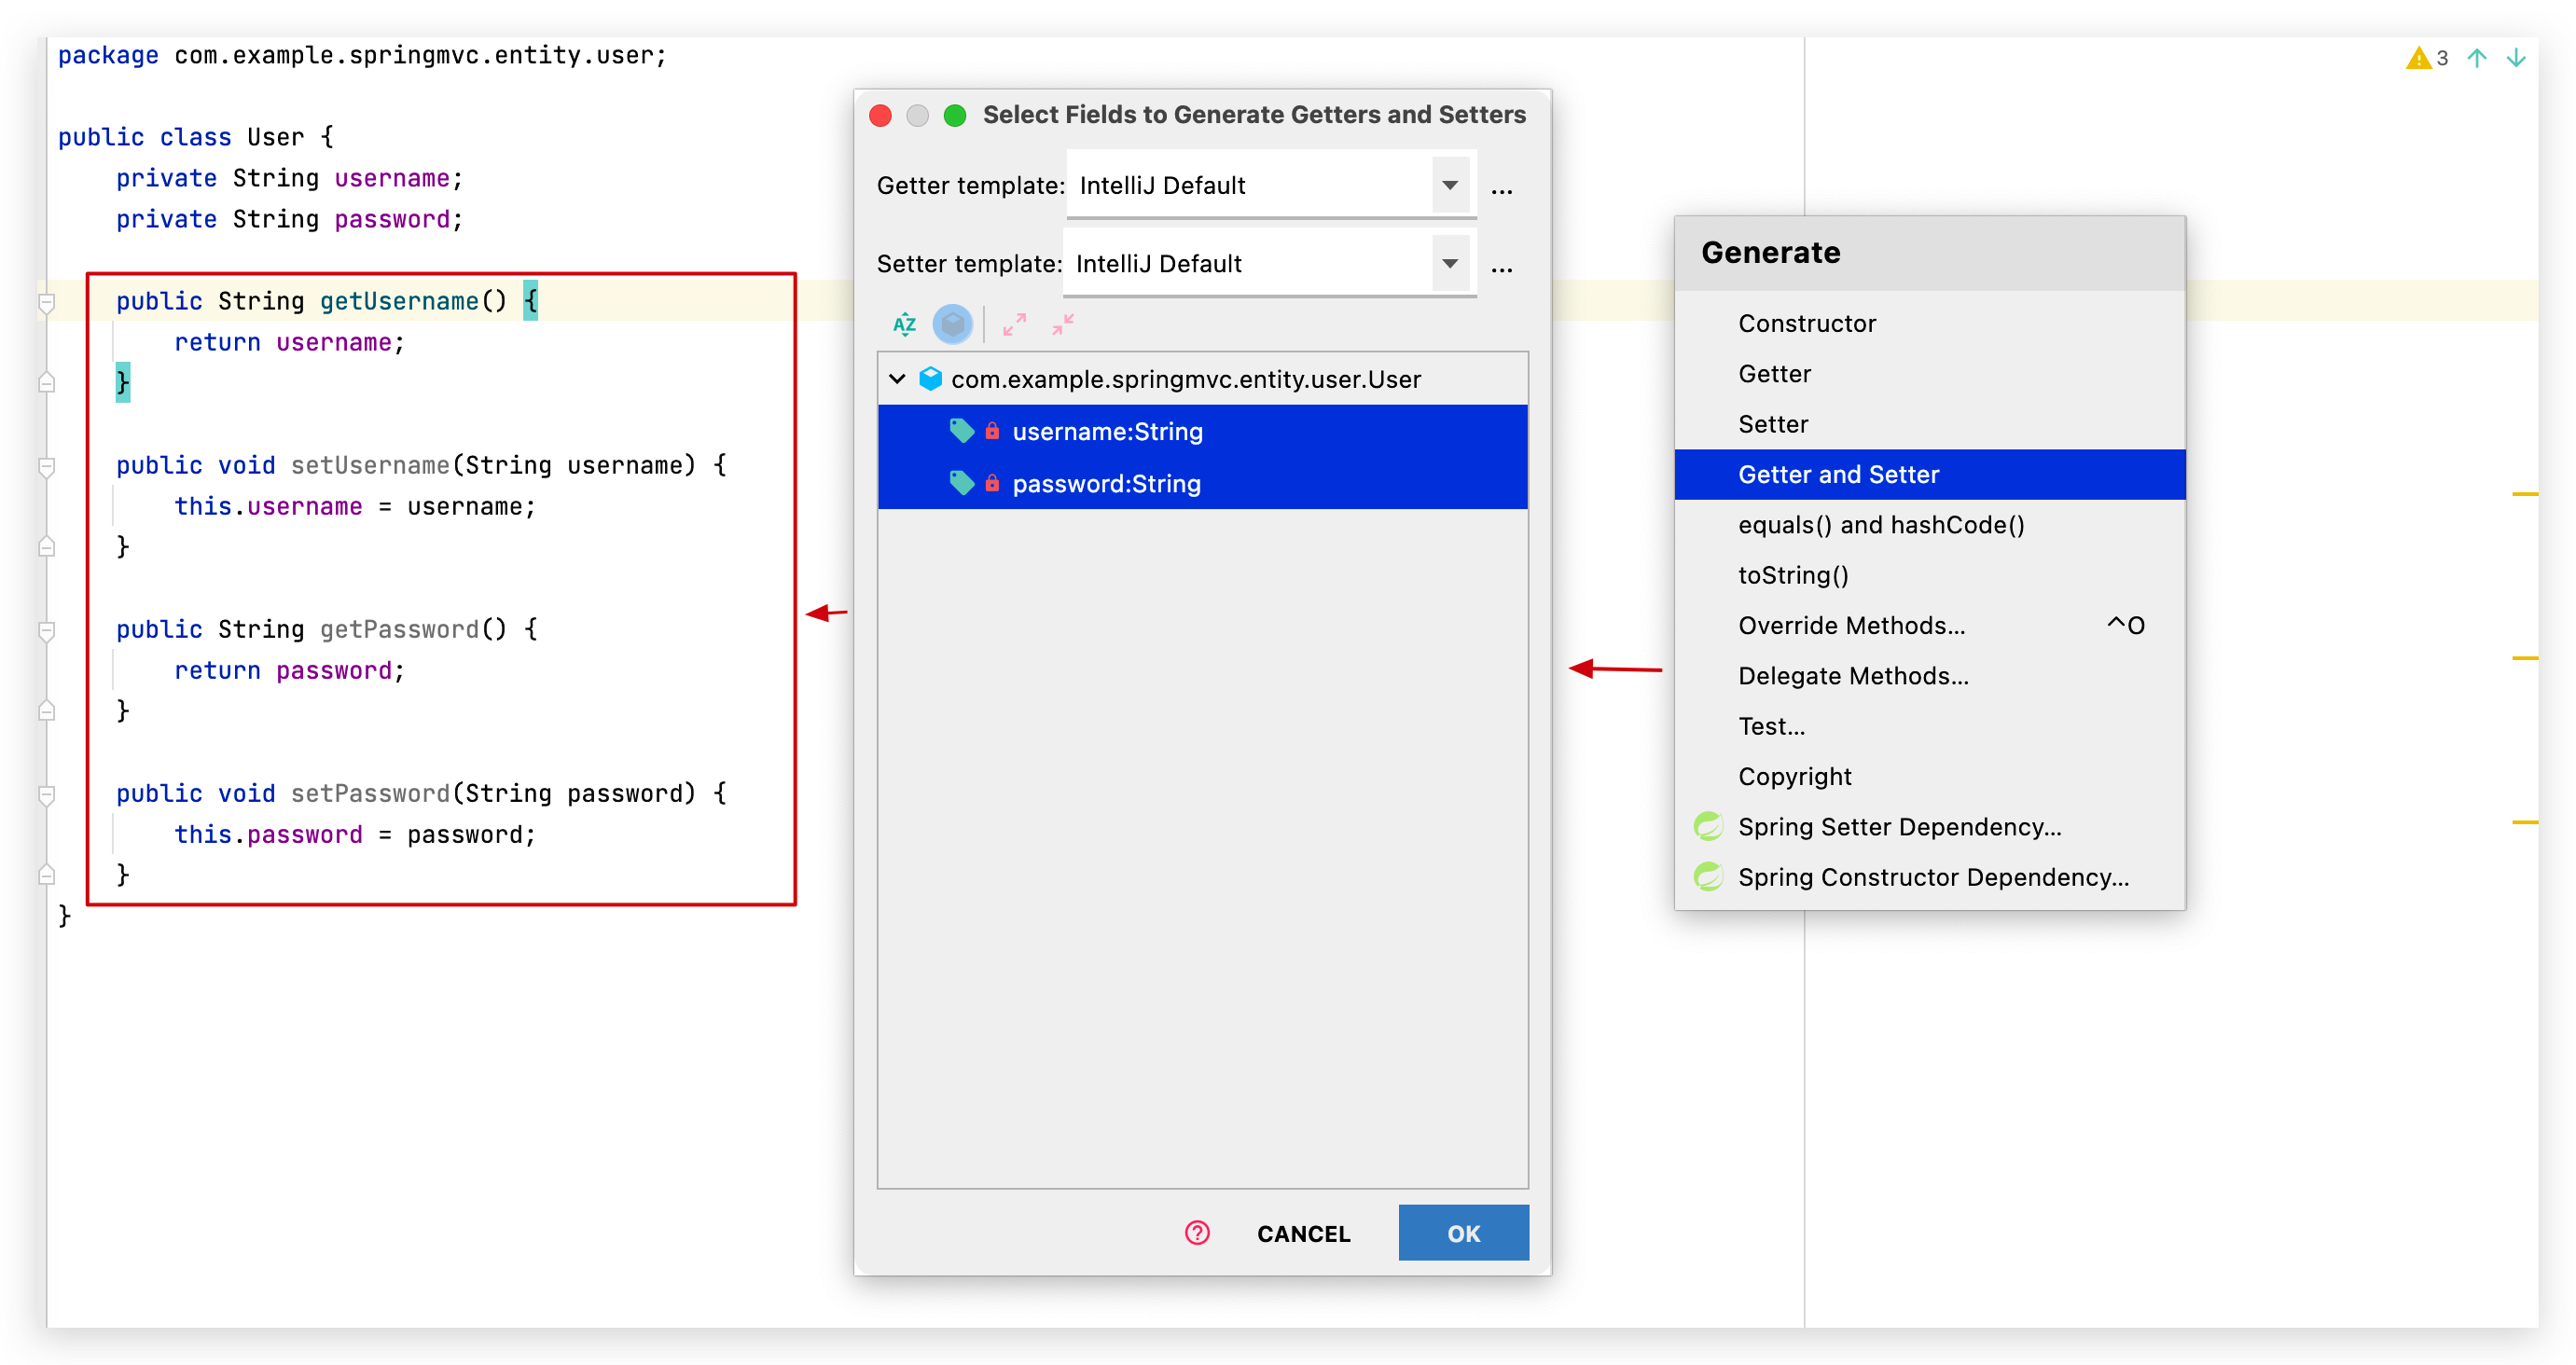 package com.example.springmvc.entity.user;
public class User {
private String username;
private String password;
public String getUsername() {
return username;
}
public void setUsername(String username) {
this.username = username;
}
public String getPassword() {
return password;
}
public void setPassword(String password) {
this.password = password;
}
}
Select Fields to Generate Getters and Setters
Getter template: IntelliJ Default ...
Setter template: IntelliJ Default ...
AZ
com.example.springmvc.entity.user.User
username:String
password:String
? CANCEL OK
Generate
Constructor
Getter
Setter
Getter and Setter
equals() and hashCode()
toString()
Override Methods... ^O
Delegate Methods...
Test...
Copyright
Spring Setter Dependency...
Spring Constructor Dependency...
3